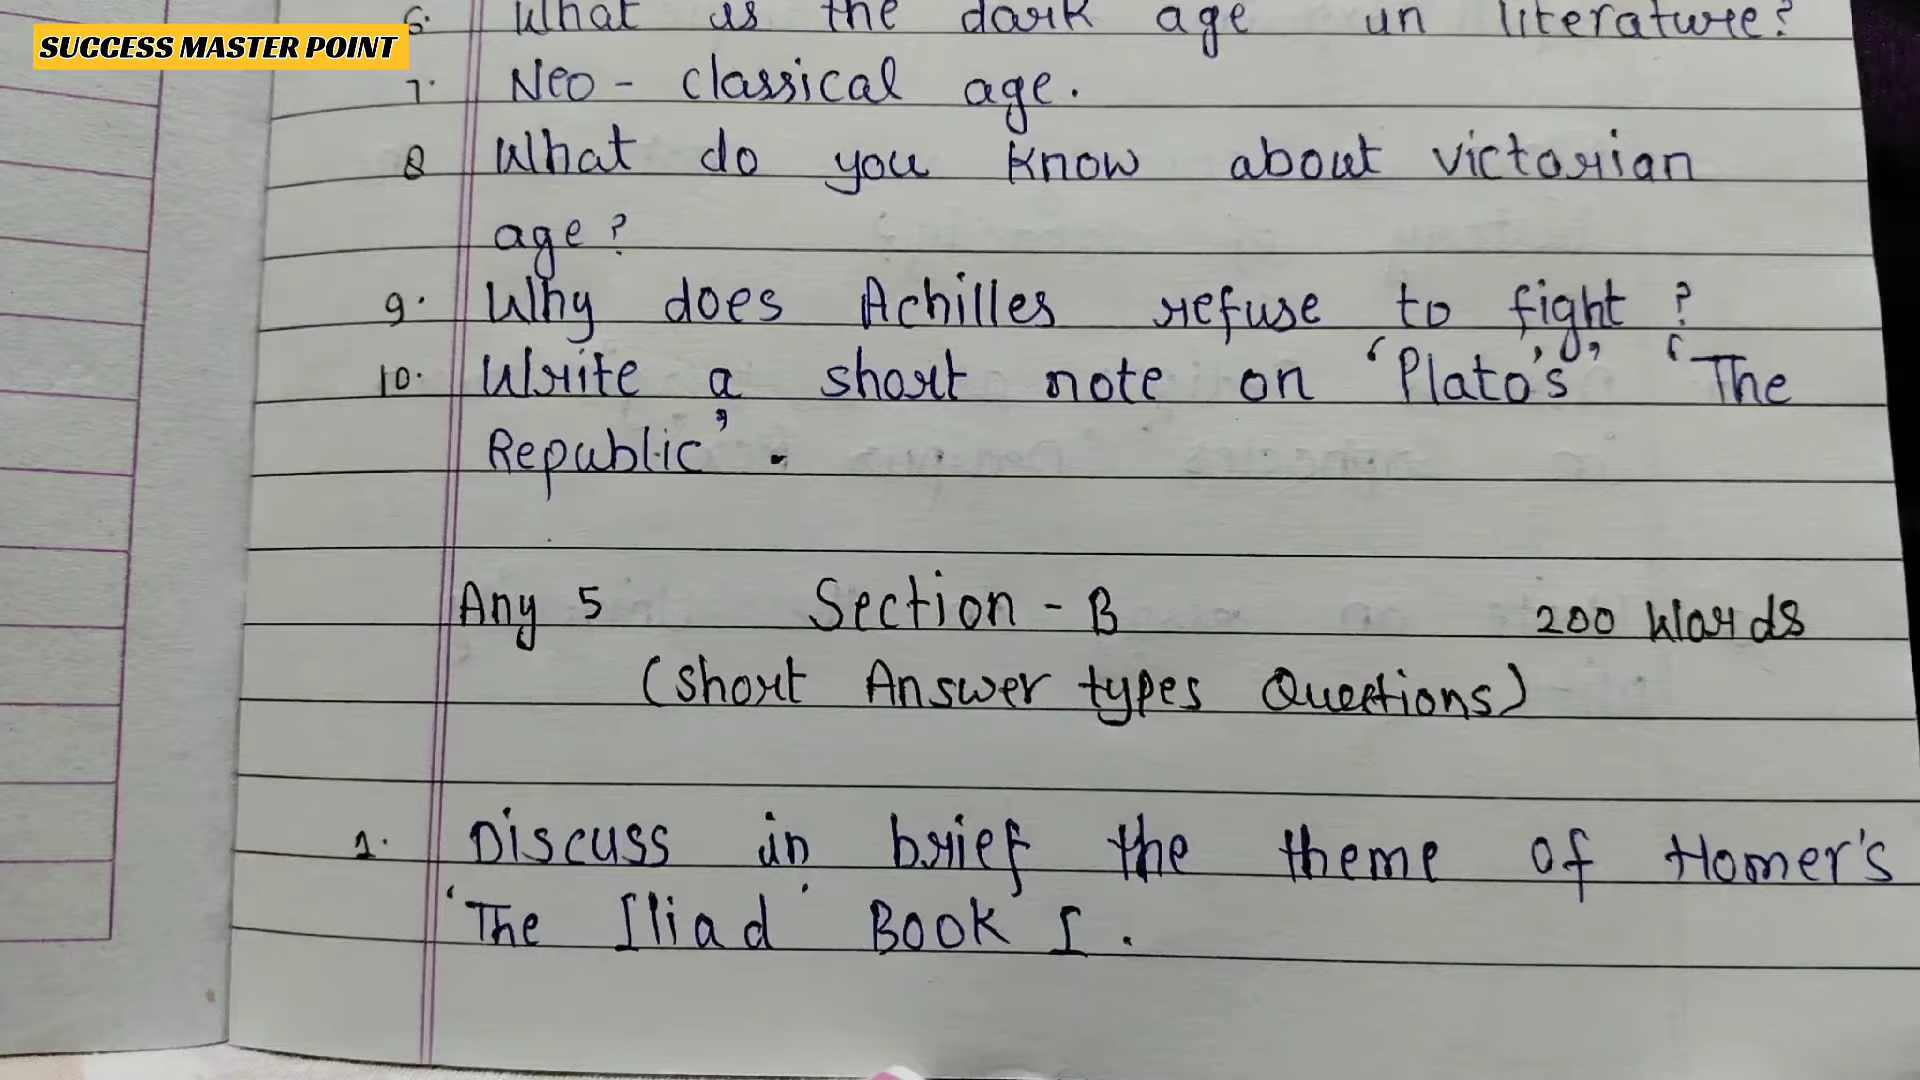 SUCCESS MASTER POINT
6. What is the dark age in literature?
7. Neo - classical age.
8 What do you know about victorian
age?
9. Why does Achilles refuse to fight?
10. Write a short note on 'Plato's' 'The
Republic'.
Any 5 Section - B 200 Words
(short Answer types Questions)
1. Discuss in brief the theme of Homer's
'The Iliad' Book I.